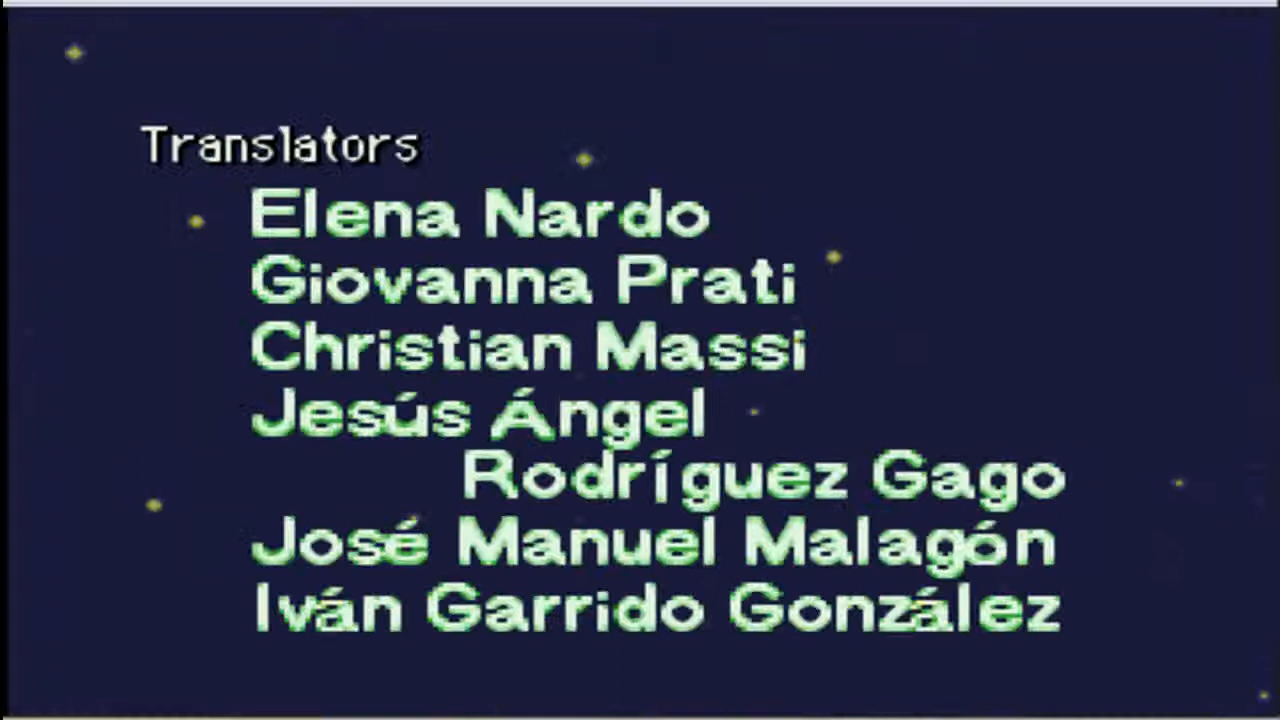 Translators
Elena Nardo
Giovanna Prati
Christian Massi
Jesús Ángel
Rodríguez Gago
José Manuel Malagón
Iván Garrido González